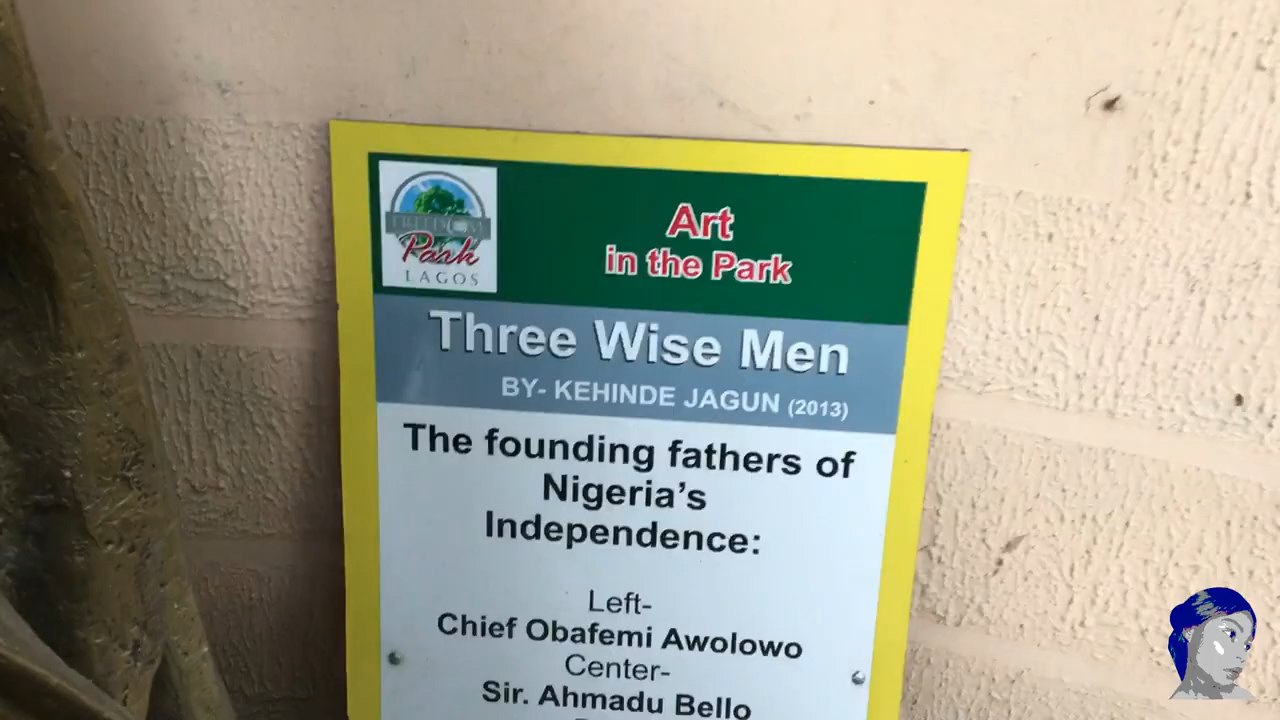 FREEDOM
Park
LAGOS
Art
in the Park
Three Wise Men
BY- KEHINDE JAGUN (2013)
The founding fathers of
Nigeria's
Independence:
Left-
Chief Obafemi Awolowo
Center-
Sir. Ahmadu Bello